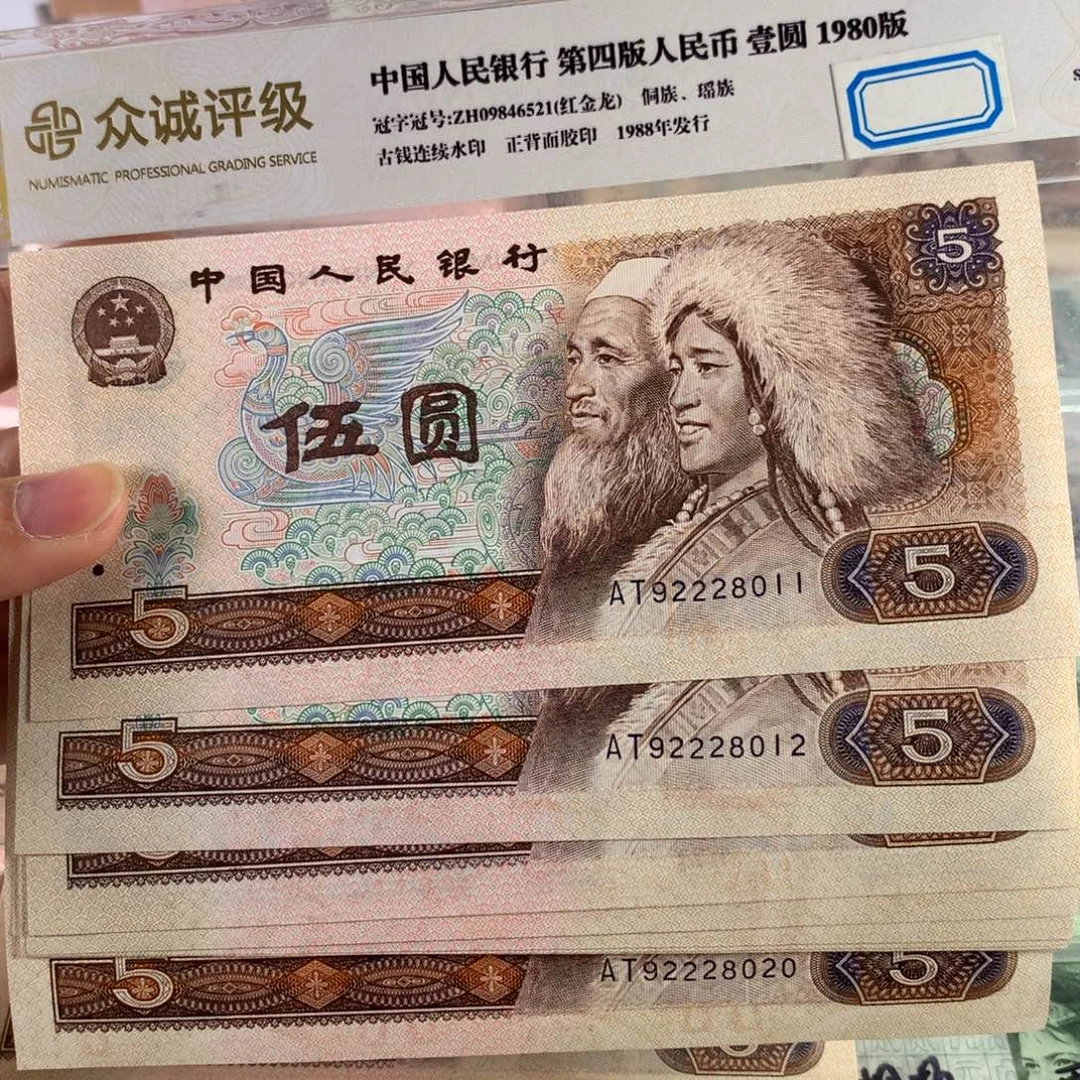 众诚评级
NUMISMATIC PROFESSIONAL GRADING SERVICE
中国人民银行 第四版人民币 壹圆 1980版
冠字冠号:ZH09846521(红金龙) 侗族、瑶族
古钱连续水印 正背面胶印 1988年发行
S
中国人民银行
5
伍圆
5
AT92228011
5
5
AT92228012
5
5
AT92228020
5